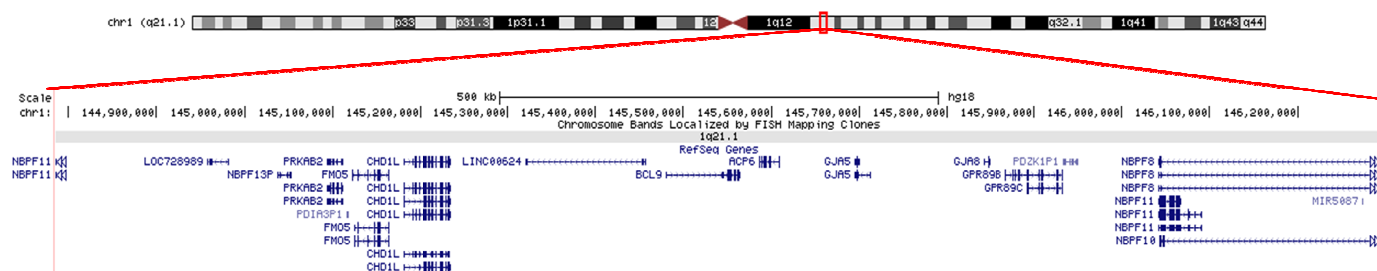 chr1 (q21.1) p33 p31.3 1p31.1 12 1q12 q32.1 1q41 1q43 q44
Scale 500 kb hg18
chr1: 144,900,000 145,000,000 145,100,000 145,200,000 145,300,000 145,400,000 145,500,000 145,600,000 145,700,000 145,800,000 145,900,000 146,000,000 146,100,000 146,200,000
Chromosome Bands Localized by FISH Mapping Clones
1q21.1
RefSeq Genes
NBPF11 LOC728989 PRKAB2 CHD1L LINC00624 ACP6 GJA5 GJA8 PDZK1P1 NBPF8
NBPF11 NBPF13P FMO5 CHD1L BCL9 GJA5 GPR89B NBPF8
PRKAB2 CHD1L GPR89C NBPF8
PRKAB2 CHD1L NBPF11 MIR5087
PDIA3P1 CHD1L NBPF11
FMO5 NBPF11
FMO5 NBPF10
CHD1L
CHD1L